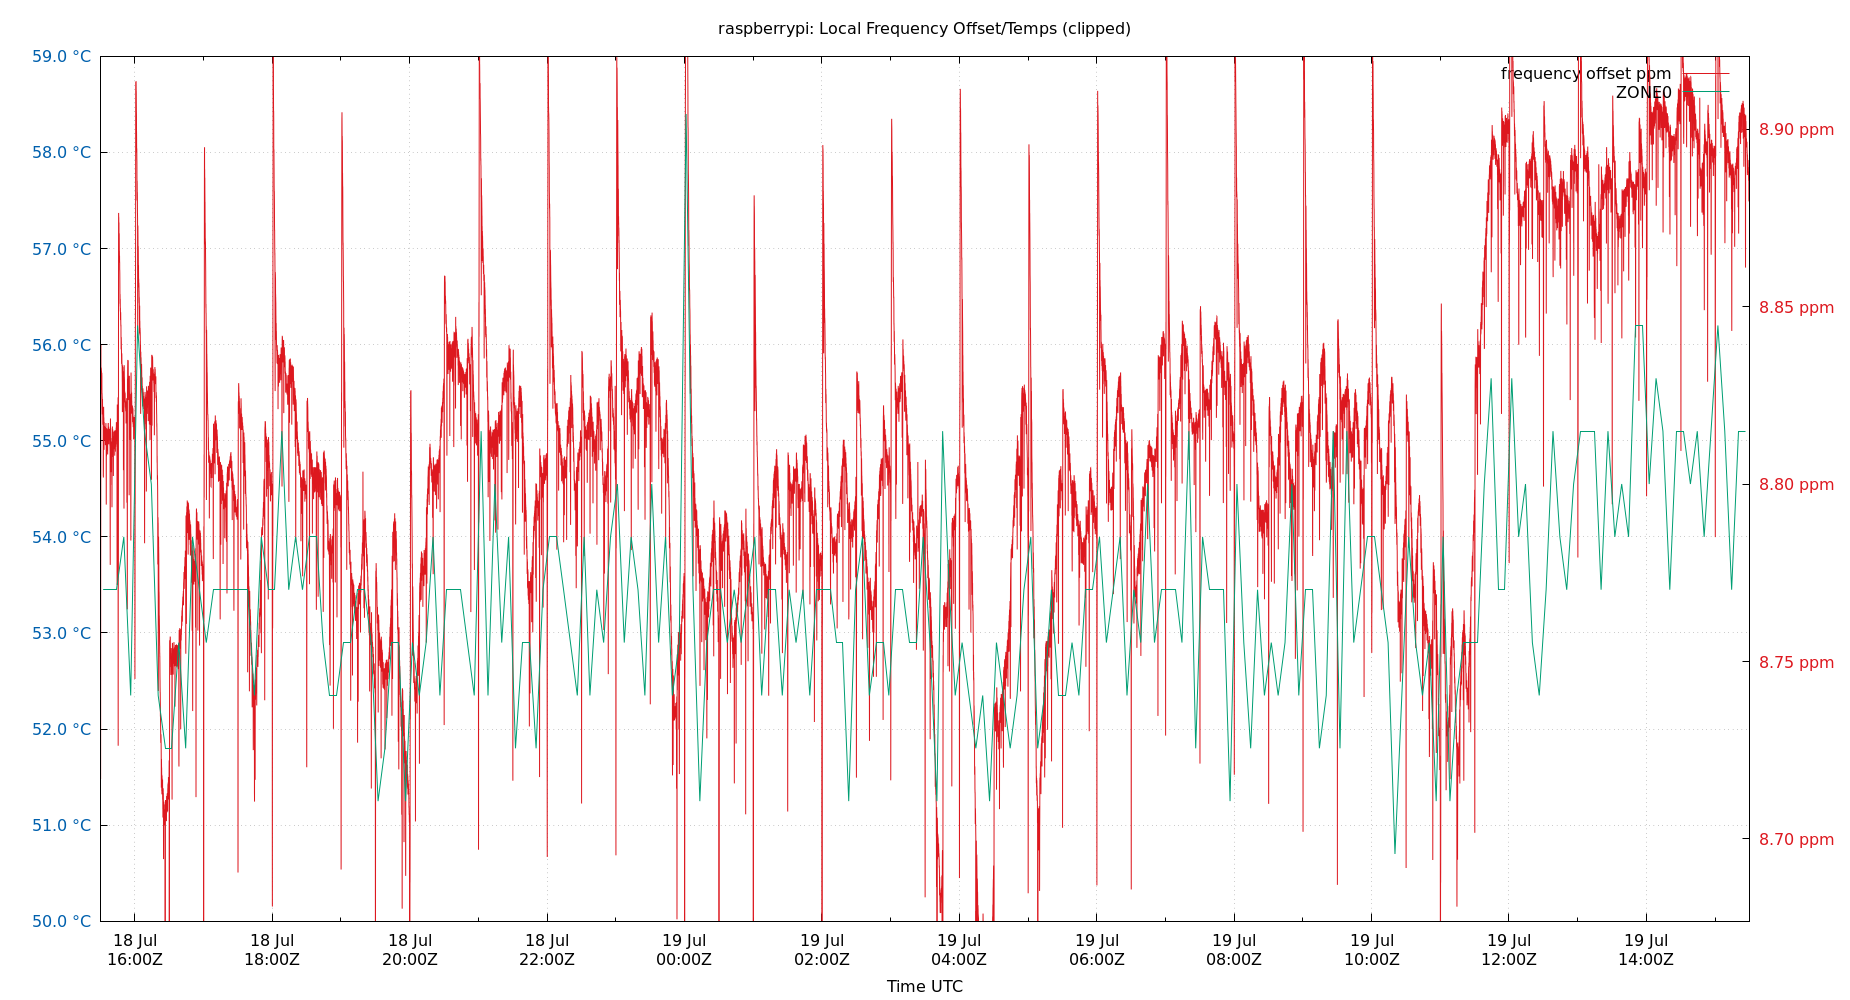 raspberrypi: Local Frequency Offset/Temps (clipped)
59.0 °C
58.0 °C
57.0 °C
56.0 °C
55.0 °C
54.0 °C
53.0 °C
52.0 °C
51.0 °C
50.0 °C
frequency offset ppm
ZONE0
8.90 ppm
8.85 ppm
8.80 ppm
8.75 ppm
8.70 ppm
18 Jul 18 Jul 18 Jul 18 Jul 19 Jul 19 Jul 19 Jul 19 Jul 19 Jul 19 Jul 19 Jul 19 Jul
16:00Z 18:00Z 20:00Z 22:00Z 00:00Z 02:00Z 04:00Z 06:00Z 08:00Z 10:00Z 12:00Z 14:00Z
Time UTC